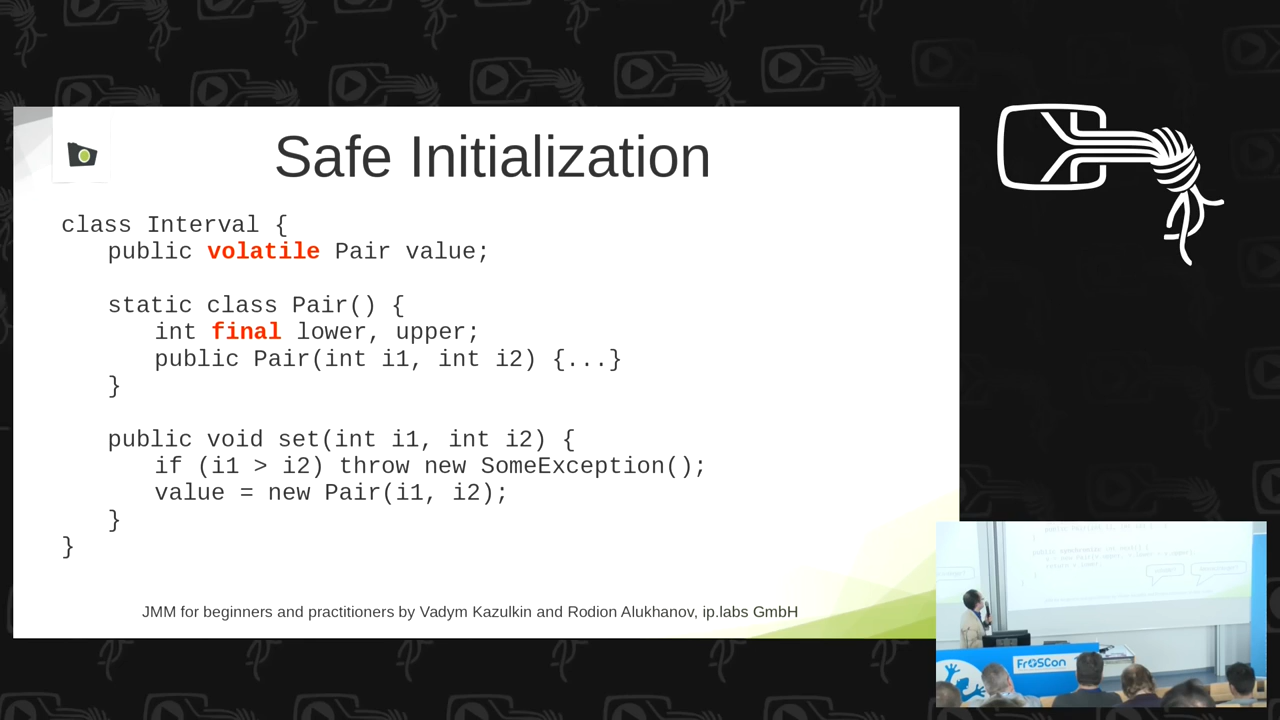 Safe Initialization
class Interval {
public volatile Pair value;
static class Pair() {
int final lower, upper;
public Pair(int i1, int i2) {...}
}
public void set(int i1, int i2) {
if (i1 > i2) throw new SomeException();
value = new Pair(i1, i2);
}
}
JMM for beginners and practitioners by Vadym Kazulkin and Rodion Alukhanov, ip.labs GmbH
FrOSCon